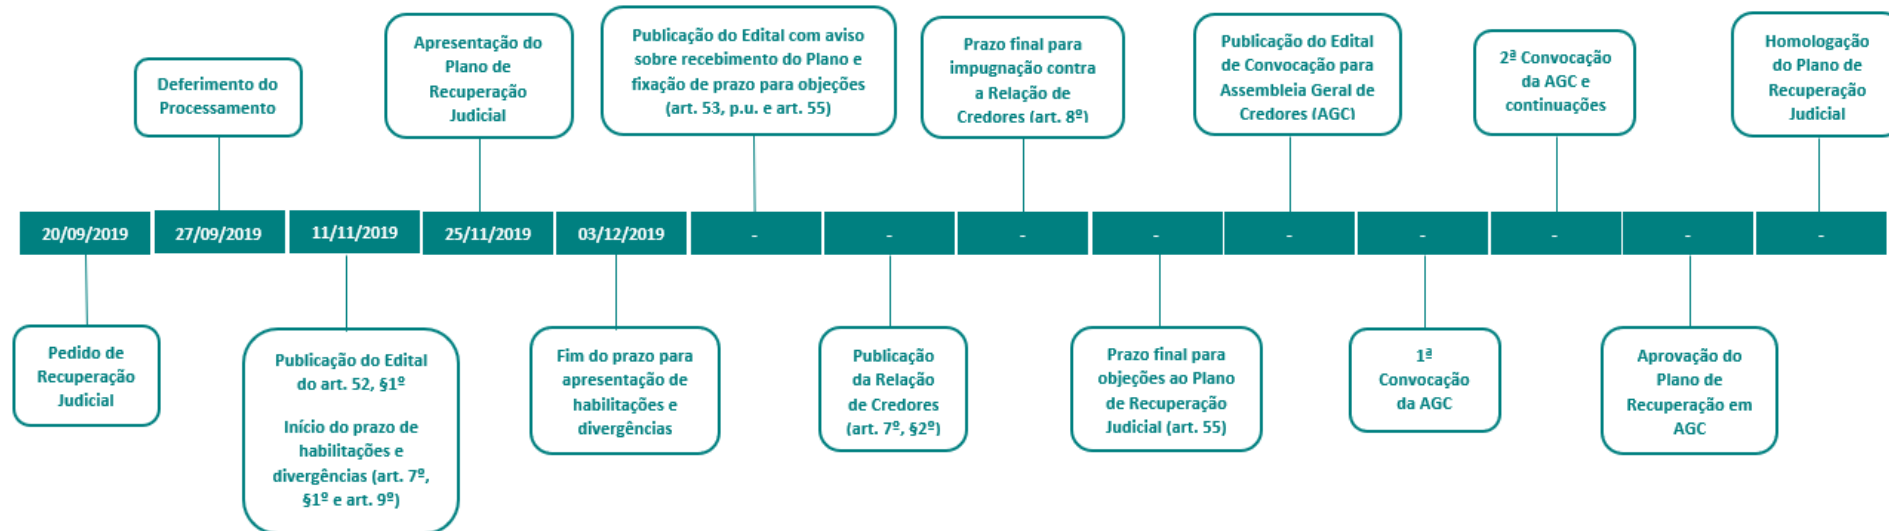 Deferimento do
Processamento
Apresentação do
Plano de
Recuperação
Judicial
Publicação do Edital com aviso
sobre recebimento do Plano e
fixação de prazo para objeções
(art. 53, p.u. e art. 55)
Prazo final para
impugnação contra
a Relação de
Credores (art. 8º)
Publicação do Edital
de Convocação para
Assembleia Geral de
Credores (AGC)
2ª Convocação
da AGC e
continuações
Homologação
do Plano de
Recuperação
Judicial
20/09/2019
27/09/2019
11/11/2019
25/11/2019
03/12/2019
-
-
-
-
-
-
-
-
-
Pedido de
Recuperação
Judicial
Publicação do Edital
do art. 52, §1º
Início do prazo de
habilitações e
divergências (art. 7º,
§1º e art. 9º)
Fim do prazo para
apresentação de
habilitações e
divergências
Publicação
da Relação
de Credores
(art. 7º, §2º)
Prazo final para
objeções ao Plano
de Recuperação
Judicial (art. 55)
1ª
Convocação
da AGC
Aprovação do
Plano de
Recuperação em
AGC